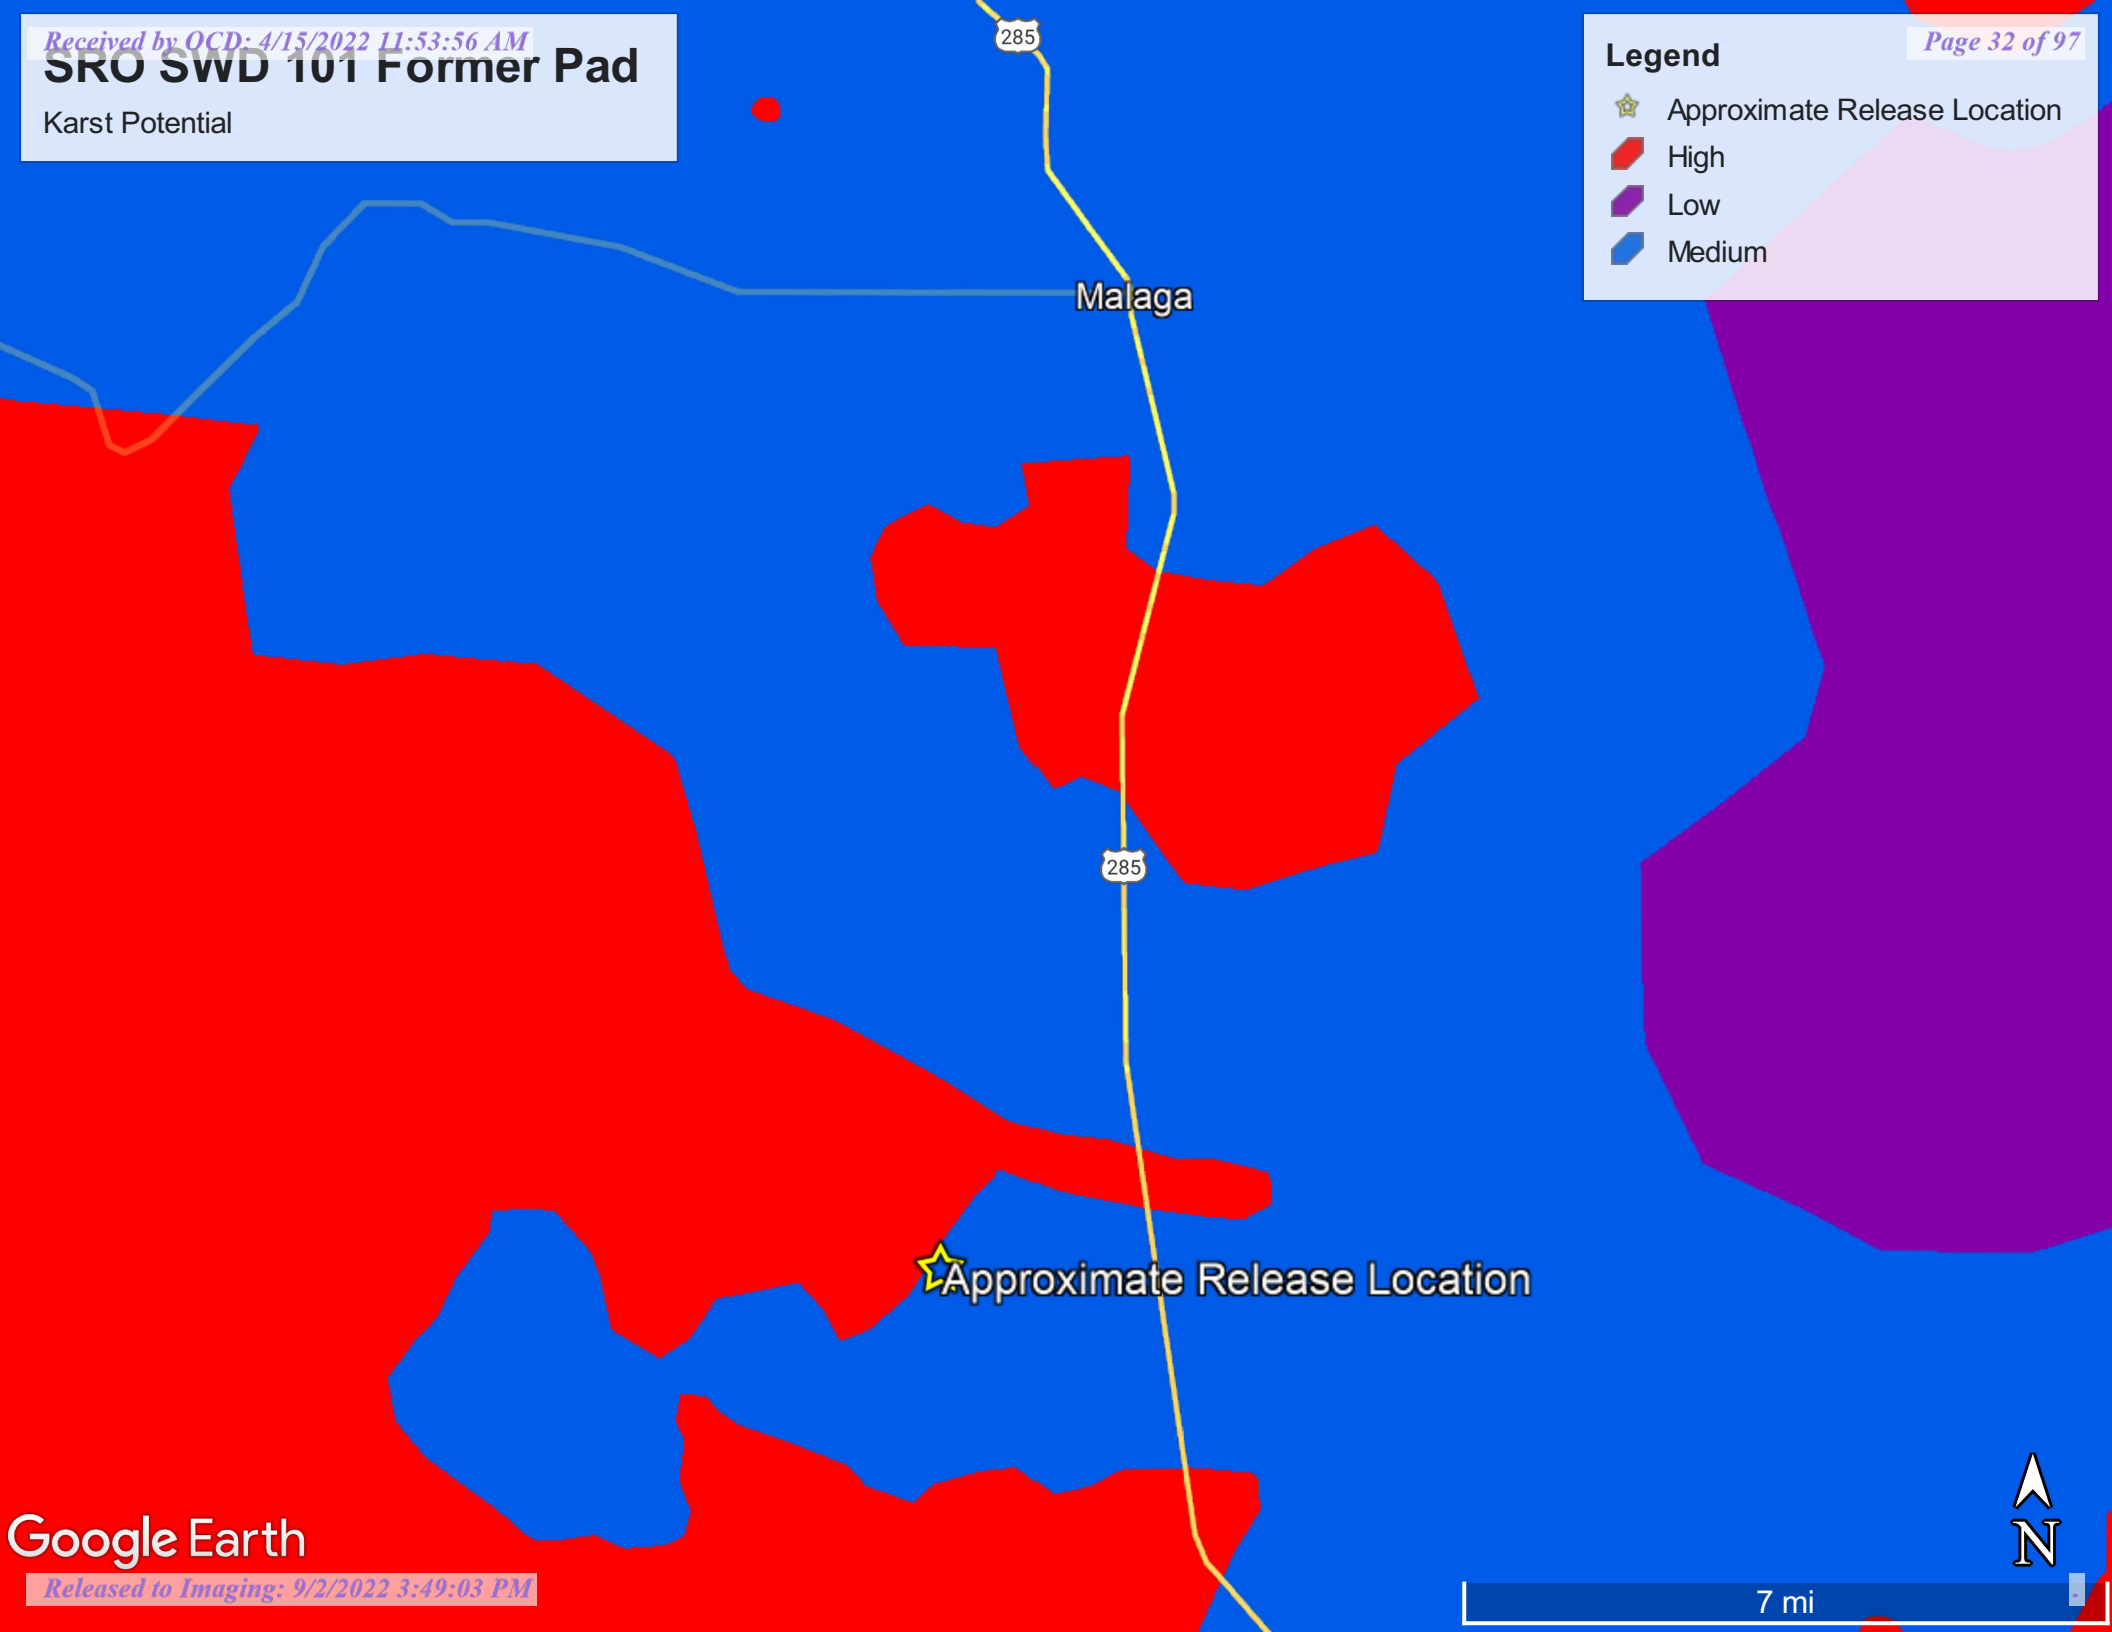 Received by OCD: 4/15/2022 11:53:56 AM
Page 32 of 97
SRO SWD 101 Former Pad
Karst Potential
Legend
Approximate Release Location
High
Low
Medium
285
Malaga
285
Approximate Release Location
N
Google Earth
Released to Imaging: 9/2/2022 3:49:03 PM
7 mi